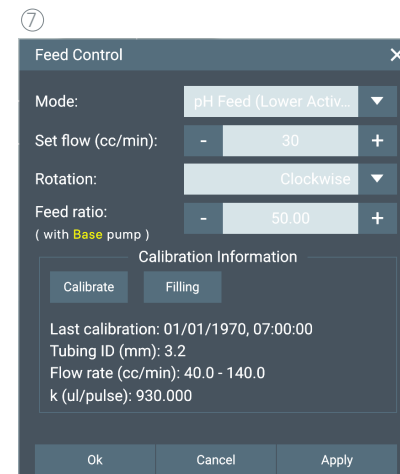 ⑦
Feed Control X
Mode: pH Feed (Lower Activ...
Set flow (cc/min): - 30 +
Rotation: Clockwise
Feed ratio: - 50.00 +
( with Base pump )
Calibration Information
Calibrate Filling
Last calibration: 01/01/1970, 07:00:00
Tubing ID (mm): 3.2
Flow rate (cc/min): 40.0 - 140.0
k (ul/pulse): 930.000
Ok Cancel Apply